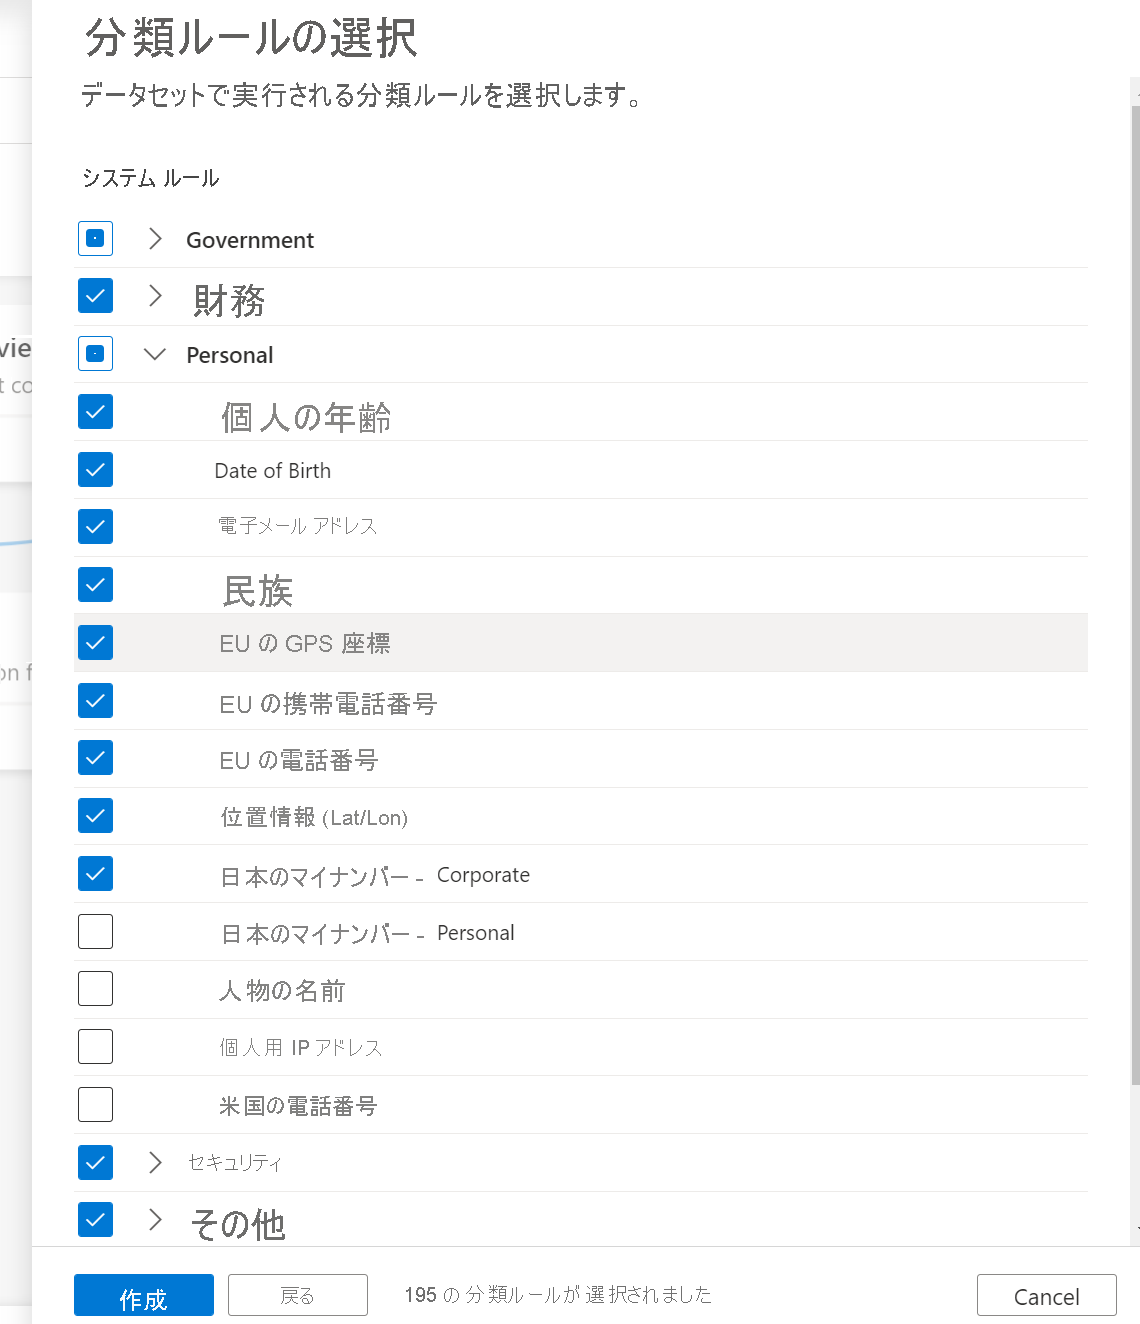 分類ルールの選択
データセットで実行される分類ルールを選択します。
システム ルール
Government
財務
Personal
個人の年齢
Date of Birth
電子メール アドレス
民族
EU の GPS 座標
EU の携帯電話番号
EU の電話番号
位置情報 (Lat/Lon)
日本のマイナンバー - Corporate
日本のマイナンバー - Personal
人物の名前
個人用 IP アドレス
米国の電話番号
セキュリティ
その他
作成
戻る
195 の分類ルールが選択されました
Cancel
vie
t co
on f